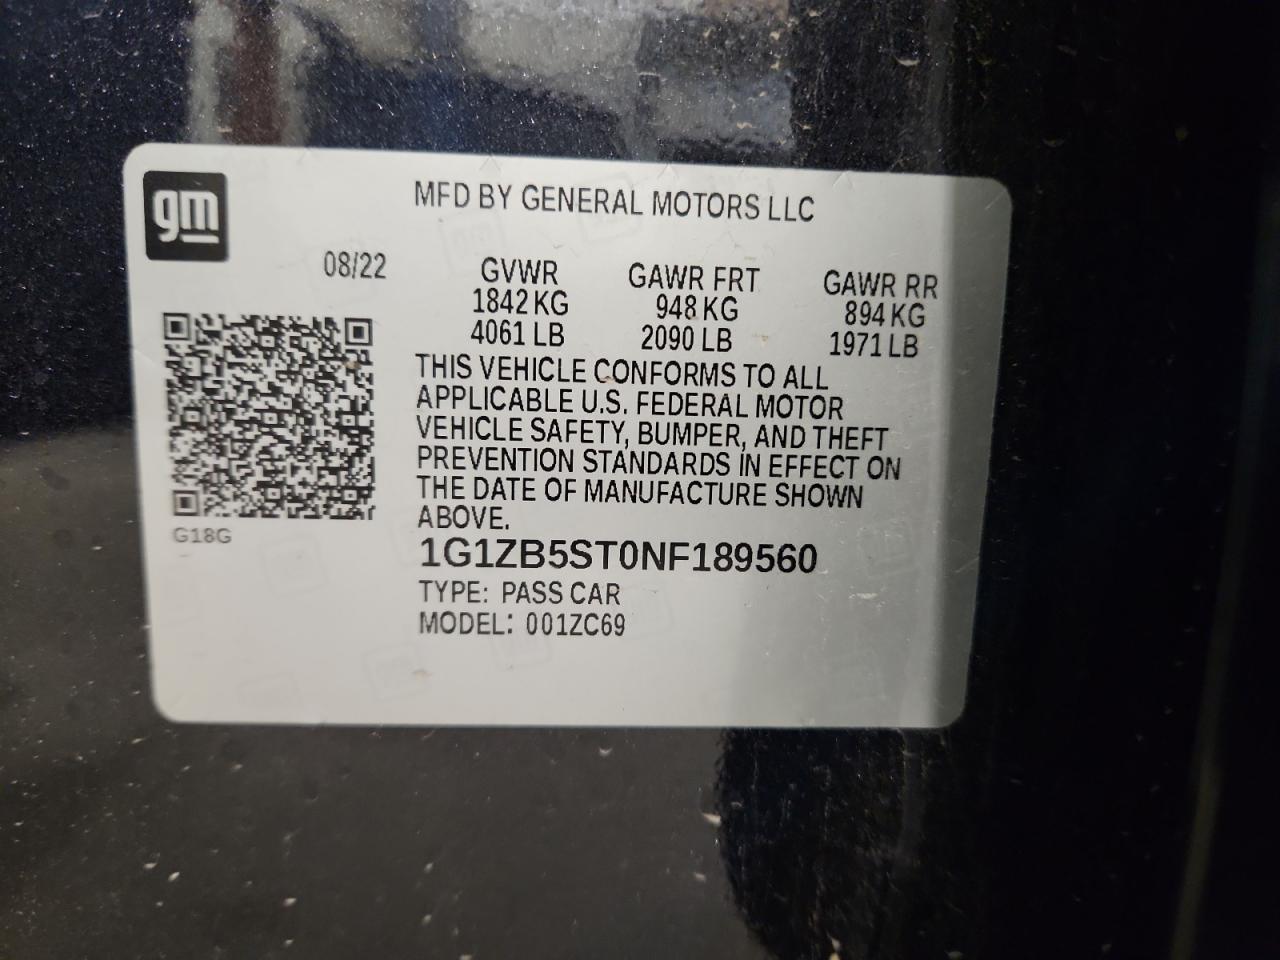 gm
MFD BY GENERAL MOTORS LLC
08/22
GVWR GAWR FRT GAWR RR
1842 KG 948 KG 894 KG
4061 LB 2090 LB 1971 LB
THIS VEHICLE CONFORMS TO ALL
APPLICABLE U.S. FEDERAL MOTOR
VEHICLE SAFETY, BUMPER, AND THEFT
PREVENTION STANDARDS IN EFFECT ON
THE DATE OF MANUFACTURE SHOWN
ABOVE.
G18G
1G1ZB5ST0NF189560
TYPE: PASS CAR
MODEL: 001ZC69